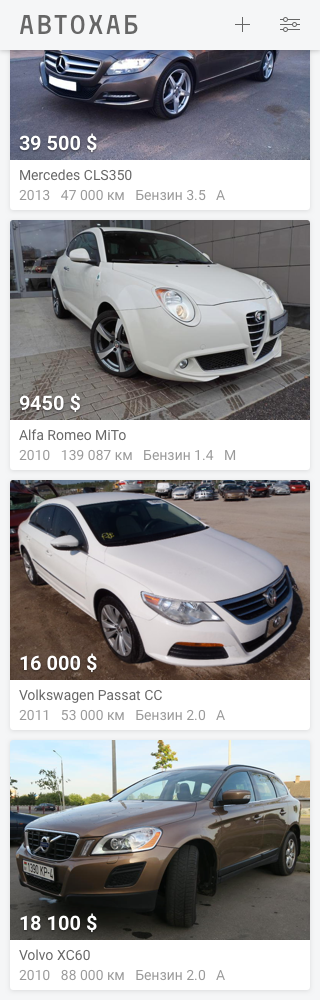 АВТОХАБ
39 500 $
Mercedes CLS350
2013 47 000 км Бензин 3.5 А
9450 $
Alfa Romeo MiTo
2010 139 087 км Бензин 1.4 М
16 000 $
Volkswagen Passat CC
2011 53 000 км Бензин 2.0 А
18 100 $
Volvo XC60
2010 88 000 км Бензин 2.0 А